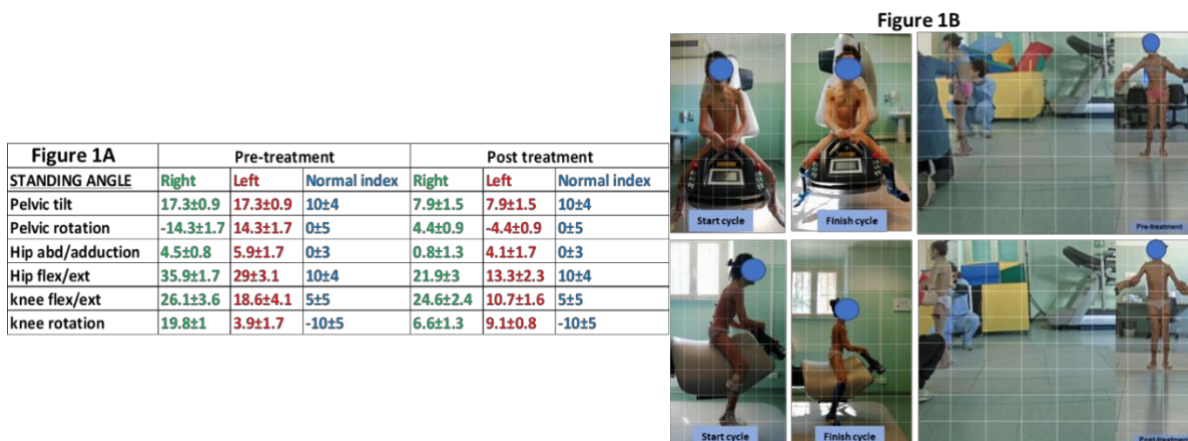 Figure 1A Pre-treatment Post treatment
STANDING ANGLE Right Left Normal index Right Left Normal index
Pelvic tilt 17.3±0.9 17.3±0.9 10±4 7.9±1.5 7.9±1.5 10±4
Pelvic rotation -14.3±1.7 14.3±1.7 0±5 4.4±0.9 -4.4±0.9 0±5
Hip abd/adduction 4.5±0.8 5.9±1.7 0±3 0.8±1.3 4.1±1.7 0±3
Hip flex/ext 35.9±1.7 29±3.1 10±4 21.9±3 13.3±2.3 10±4
knee flex/ext 26.1±3.6 18.6±4.1 5±5 24.6±2.4 10.7±1.6 5±5
knee rotation 19.8±1 3.9±1.7 -10±5 6.6±1.3 9.1±0.8 -10±5
Figure 1B
Start cycle
Finish cycle
Pre-treatment
Start cycle
Finish cycle
Post-treatment